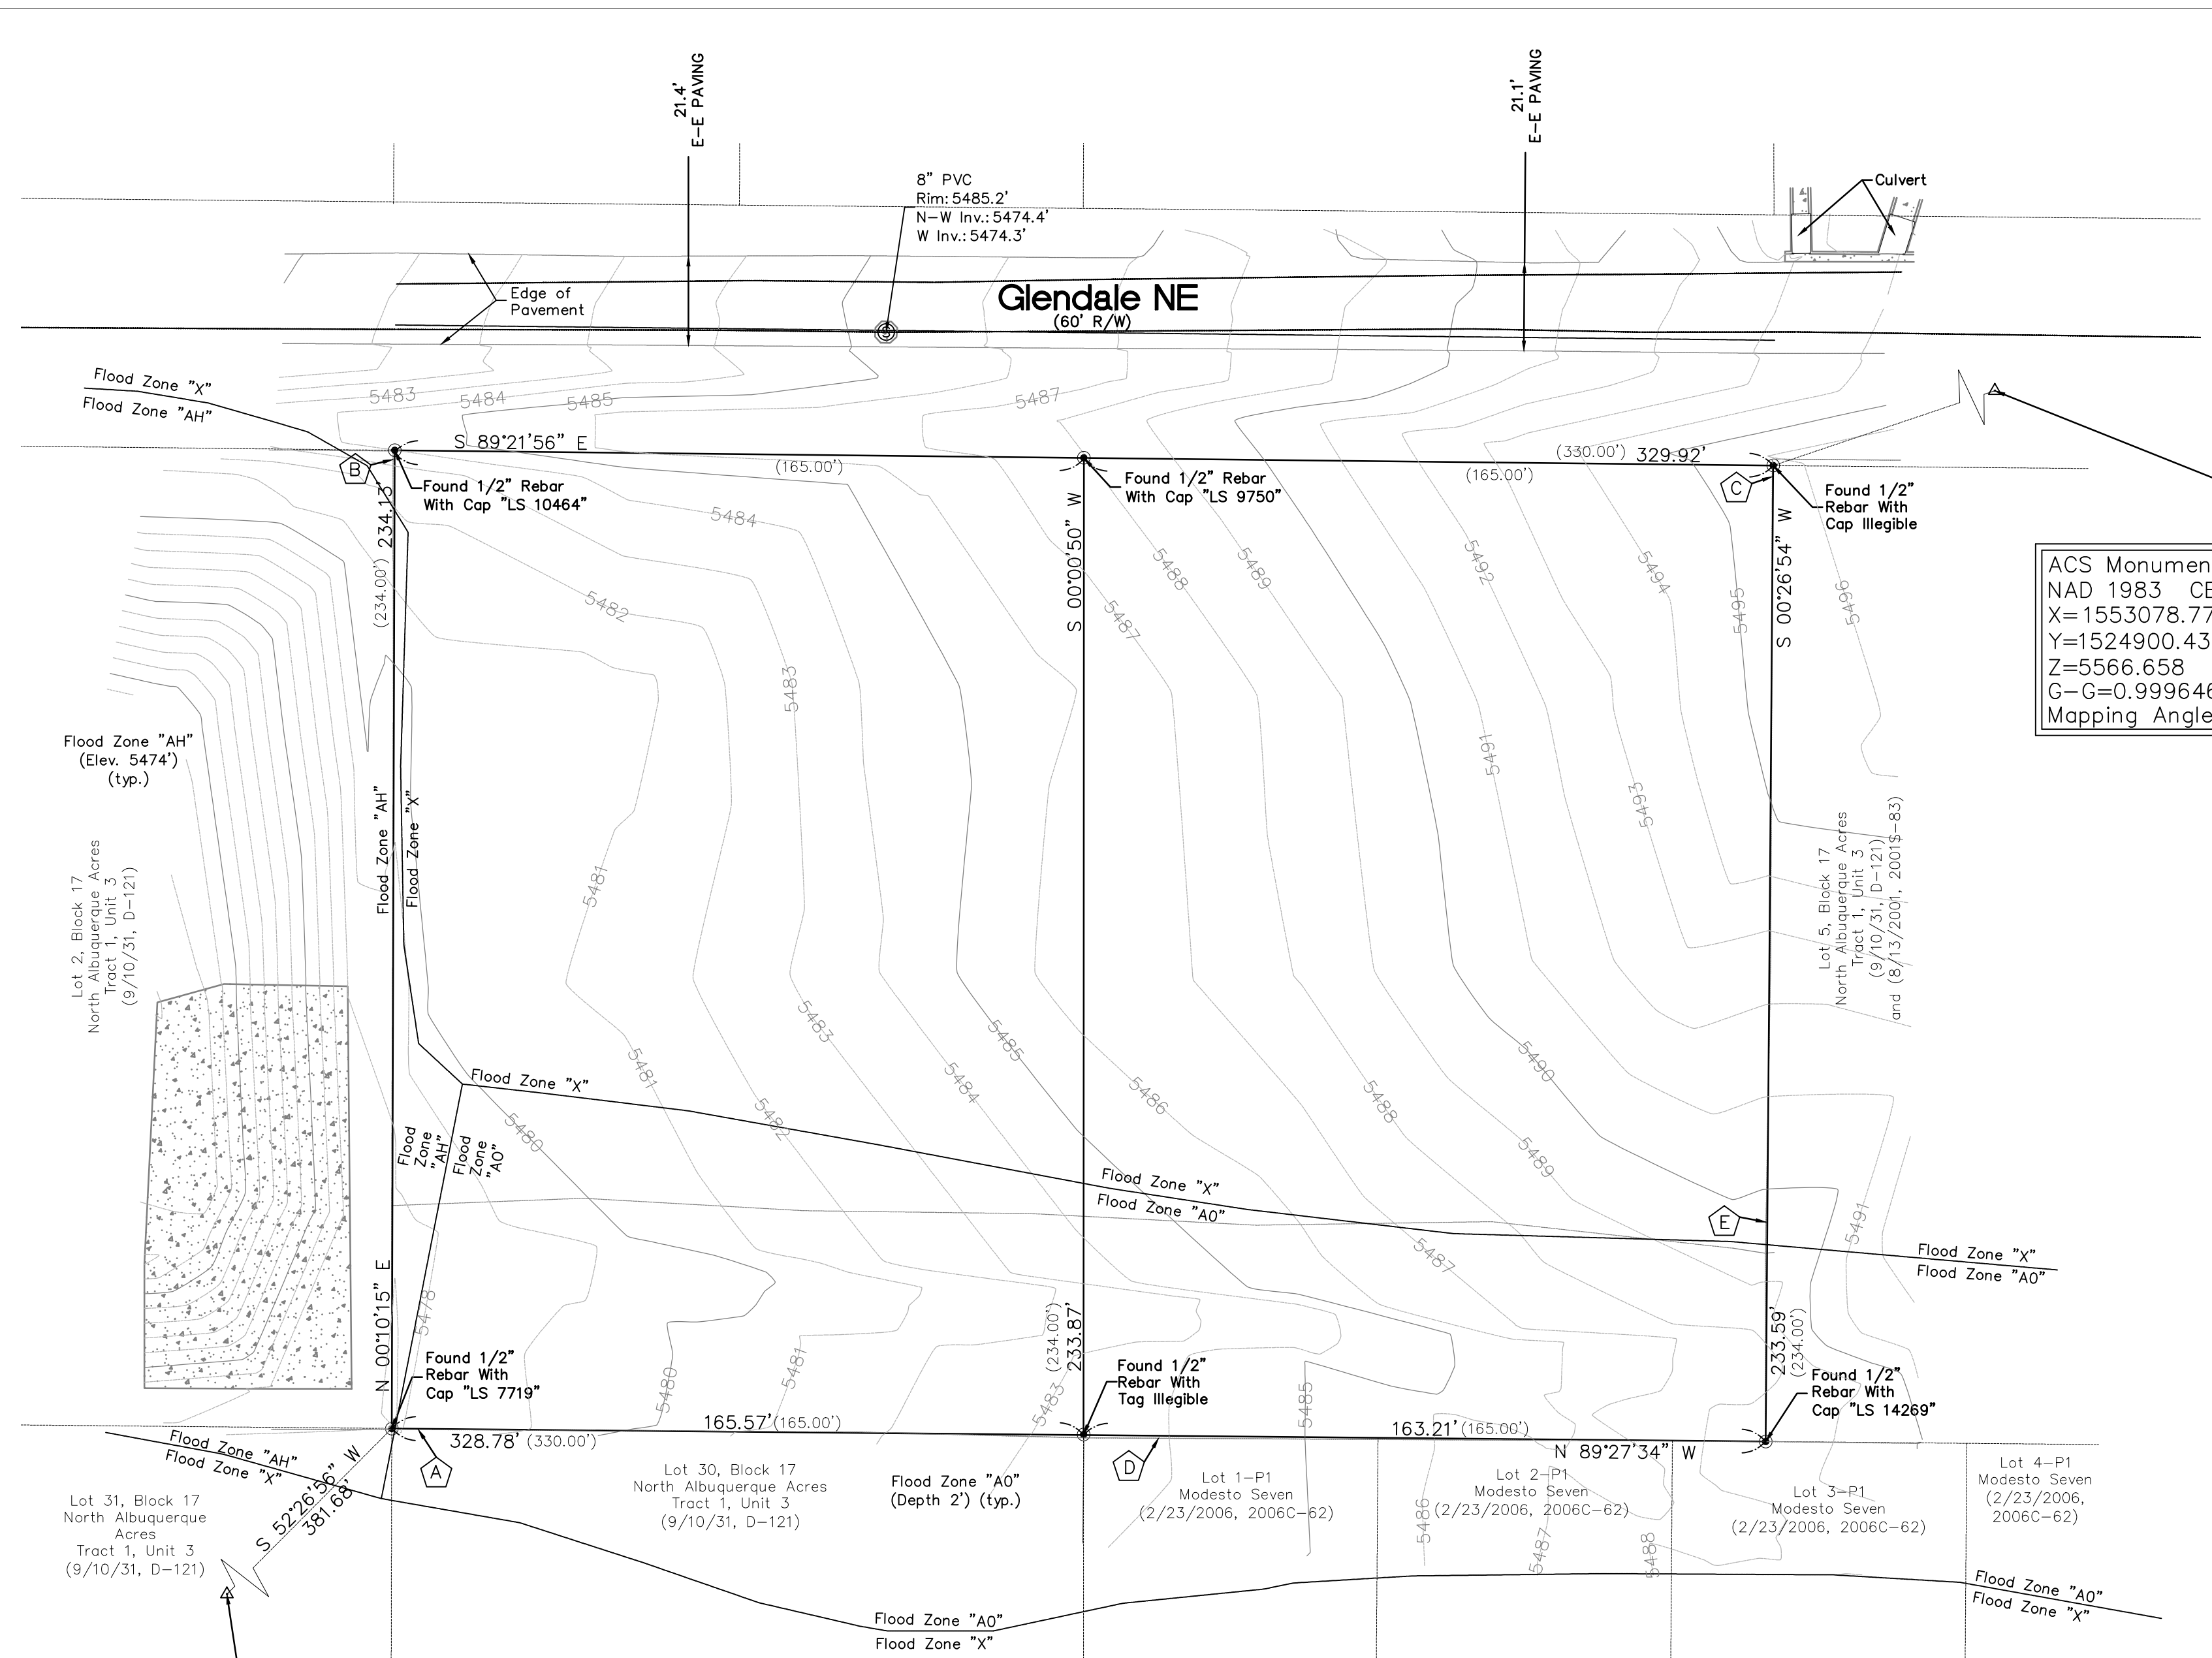 21.4'
E-E PAVING
21.1'
E-E PAVING
8" PVC
Rim: 5485.2'
N-W Inv.: 5474.4'
W Inv.: 5474.3'
Culvert
Edge of
Pavement
Glendale NE
(60' R/W)
S
Flood Zone "X"
Flood Zone "AH"
5483
5484
5485
5487
S 89°21'56" E
(165.00')
(165.00')
(330.00') 329.92'
B
Found 1/2" Rebar
With Cap "LS 10464"
Found 1/2" Rebar
With Cap "LS 9750"
C
Found 1/2"
Rebar With
Cap Illegible
(234.00') 234.13'
S 00°00'50" W
S 00°26'54" W
5484
5482
5483
5481
5488
5489
5487
5492
5494
5495
5496
5491
5493
ACS Monumen
NAD 1983 CE
X=1553078.77
Y=1524900.43
Z=5566.658
G-G=0.999646
Mapping Angle
Flood Zone "AH"
(Elev. 5474')
(typ.)
Flood Zone "AH"
Flood Zone "X"
Lot 2, Block 17
North Albuquerque Acres
Tract 1, Unit 3
(9/10/31, D-121)
Lot 5, Block 17
North Albuquerque Acres
Tract 1, Unit 3
(9/10/31, D-121)
and (8/13/2001, 2001S-83)
5483
5485
5481
5484
5482
5480
5486
5488
5490
5489
5487
5491
Flood Zone "X"
Flood
Zone
"AH"
Flood
Zone
"AO"
Flood Zone "X"
Flood Zone "AO"
E
Flood Zone "X"
Flood Zone "AO"
N 00°10'15" E
5478
Found 1/2"
Rebar With
Cap "LS 7719"
5480
5481
5483
(234.00')
233.87'
Found 1/2"
Rebar With
Tag Illegible
5485
233.59'
(234.00')
Found 1/2"
Rebar With
Cap "LS 14269"
165.57' (165.00')
163.21' (165.00')
328.78' (330.00')
N 89°27'34" W
A
D
Flood Zone "AH"
Flood Zone "X"
S 52°26'56" W
381.68'
Lot 31, Block 17
North Albuquerque
Acres
Tract 1, Unit 3
(9/10/31, D-121)
Lot 30, Block 17
North Albuquerque Acres
Tract 1, Unit 3
(9/10/31, D-121)
Flood Zone "AO"
(Depth 2') (typ.)
Lot 1-P1
Modesto Seven
(2/23/2006, 2006C-62)
Lot 2-P1
Modesto Seven
(2/23/2006, 2006C-62)
Lot 3-P1
Modesto Seven
(2/23/2006, 2006C-62)
Lot 4-P1
Modesto Seven
(2/23/2006,
2006C-62)
5486
5487
5488
Flood Zone "AO"
Flood Zone "X"
Flood Zone "AO"
Flood Zone "X"